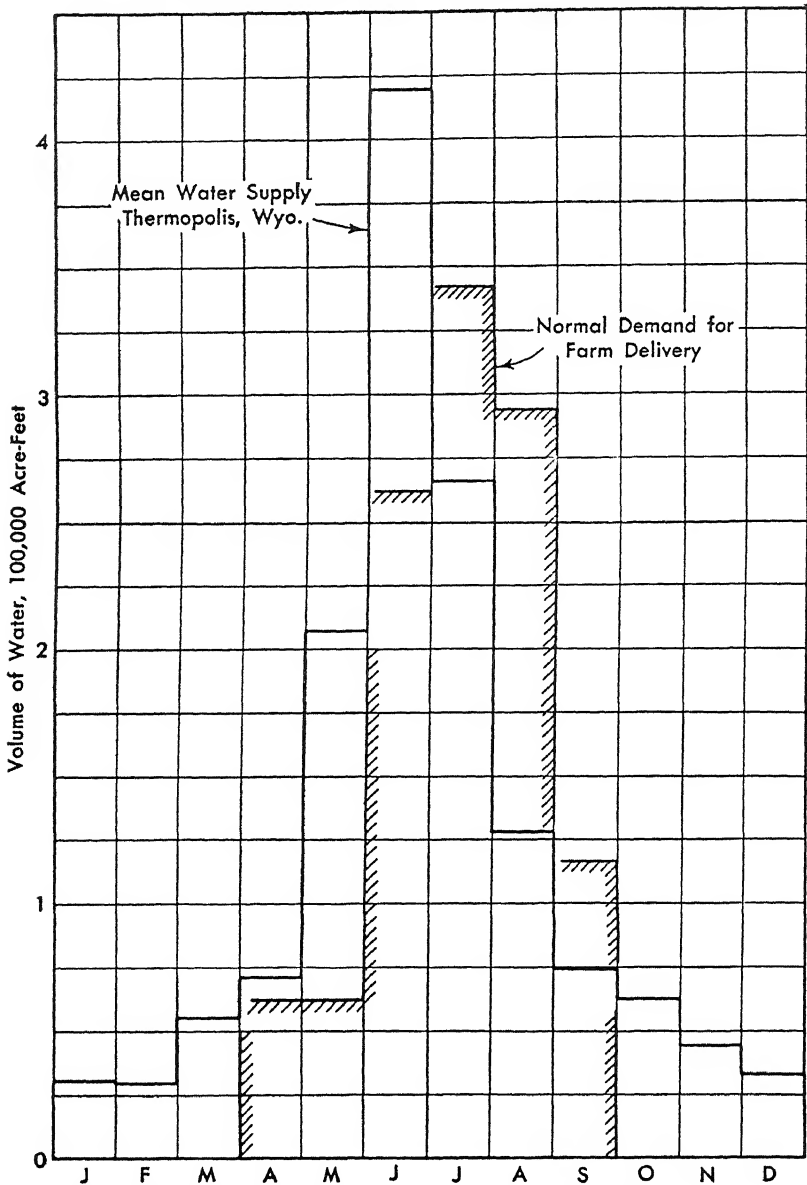 4
Mean Water Supply
Thermopolis, Wyo.
Normal Demand for
Farm Delivery
3
Volume of Water, 100,000 Acre-Feet
2
1
0
J F M A M J J A S O N D